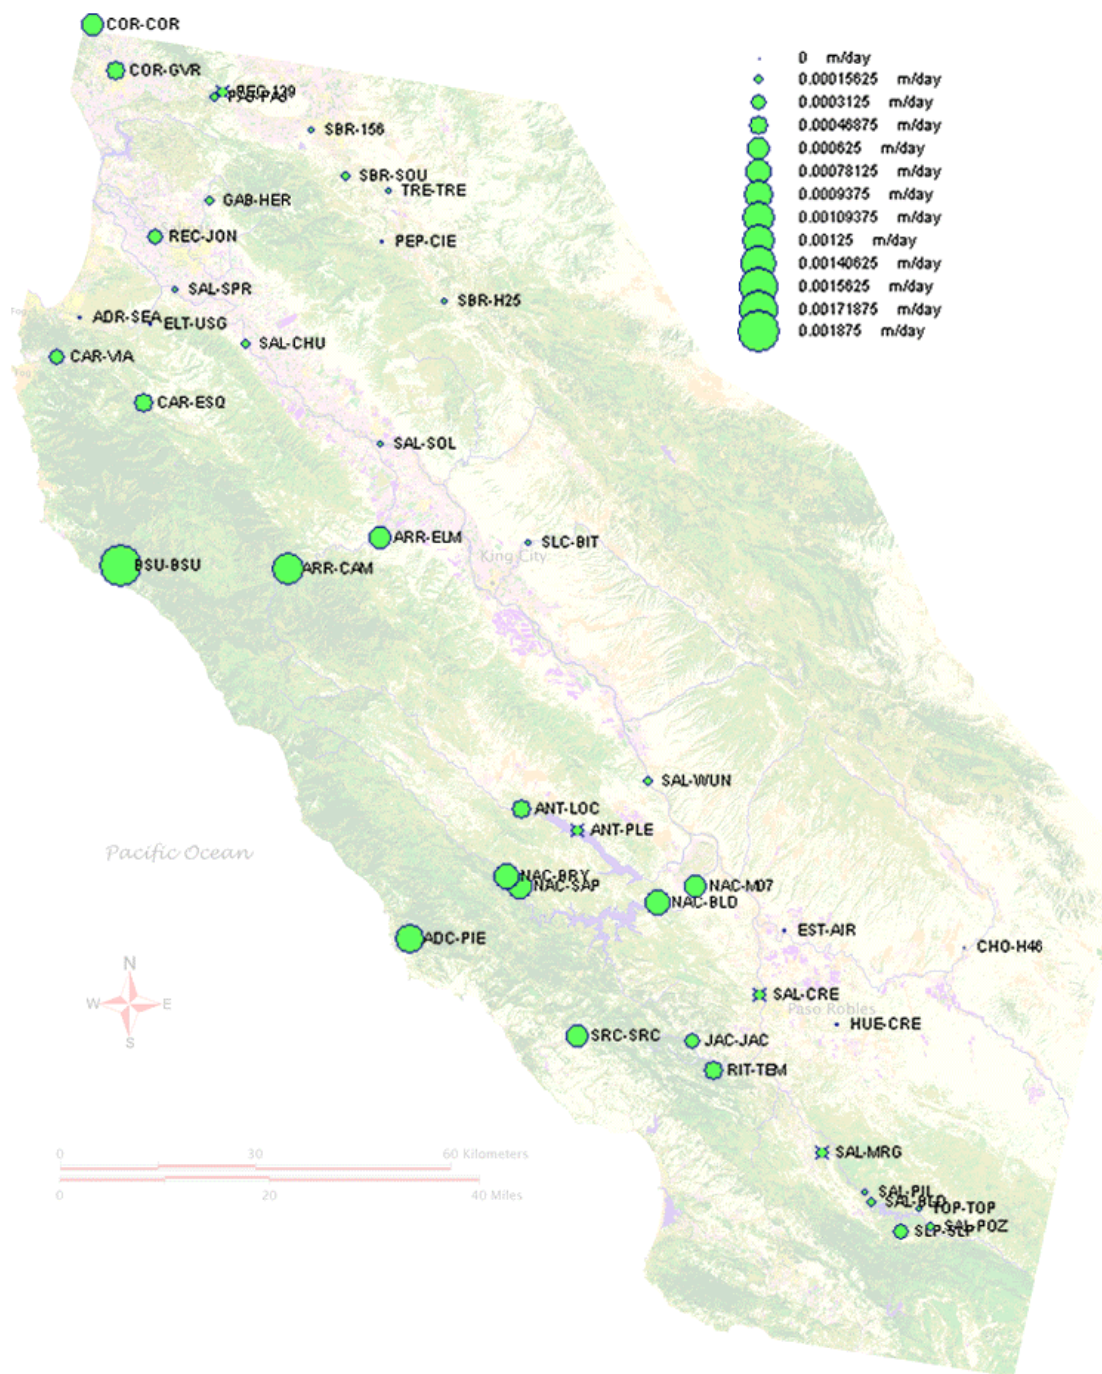 COR-COR
COR-GVR
REC-129
PJO-PAJ
SBR-156
SBR-SOU
TRE-TRE
GAB-HER
REC-JON
PEP-CIE
SAL-SPR
SBR-H25
ADR-SEA
ELT-USG
SAL-CHU
CAR-VIA
CAR-ESQ
SAL-SOL
ARR-ELM
SLC-BIT
King City
BSU-BSU
ARR-CAM
SAL-WUN
ANT-LOC
ANT-PLE
Pacific Ocean
NAC-BRY
NAC-SAP
NAC-M07
NAC-BLD
EST-AIR
ADC-PIE
CHO-H46
SAL-CRE
Paso Robles
HUE-CRE
SRC-SRC
JAC-JAC
RIT-TEM
SAL-MRG
SAL-PIL
SAL-BLD
TOP-TOP
SAL-POZ
SLP-SLP
0 m/day
0.00015625 m/day
0.0003125 m/day
0.00046875 m/day
0.000625 m/day
0.00078125 m/day
0.0009375 m/day
0.00109375 m/day
0.00125 m/day
0.00140625 m/day
0.0015625 m/day
0.00171875 m/day
0.001875 m/day
N
W E
S
0 30 60 Kilometers
0 20 40 Miles